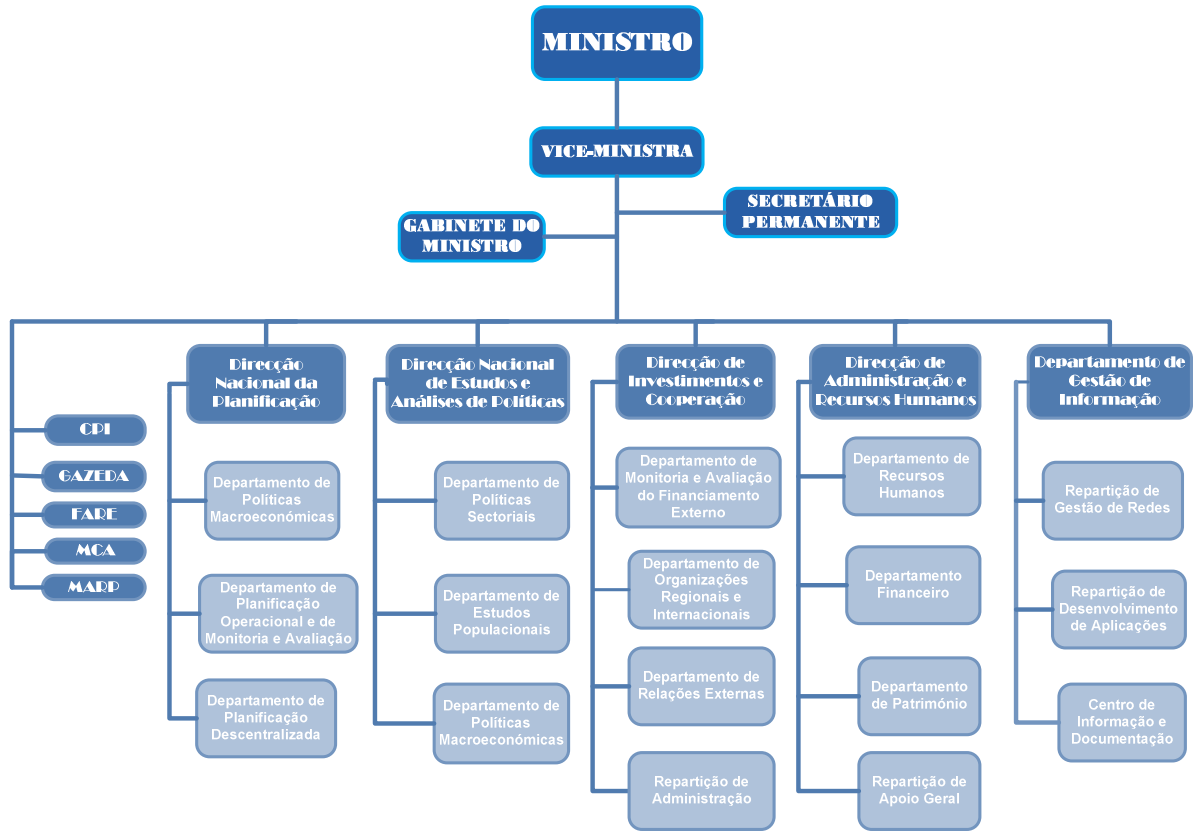 MINISTRO
VICE-MINISTRA
SECRETÁRIO
PERMANENTE
GABINETE DO
MINISTRO
CPI
GAZEDA
FARE
MCA
MARP
Direcção
Nacional da
Planificação
Departamento de
Políticas
Macroeconómicas
Departamento de
Planificação
Operacional e de
Monitoria e Avaliação
Departamento de
Planificação
Descentralizada
Direcção Nacional
de Estudos e
Análises de Políticas
Departamento de
Políticas
Sectoriais
Departamento de
Estudos
Populacionais
Departamento de
Políticas
Macroeconómicas
Direcção de
Investimentos e
Cooperação
Departamento de
Monitoria e Avaliação
do Financiamento
Externo
Departamento de
Organizações
Regionais e
Internacionais
Departamento de
Relações Externas
Repartição de
Administração
Direcção de
Administração e
Recursos Humanos
Departamento de
Recursos
Humanos
Departamento
Financeiro
Departamento
de Património
Repartição de
Apoio Geral
Departamento de
Gestão de
Informação
Repartição de
Gestão de Redes
Repartição de
Desenvolvimento
de Aplicações
Centro de
Informação e
Documentação